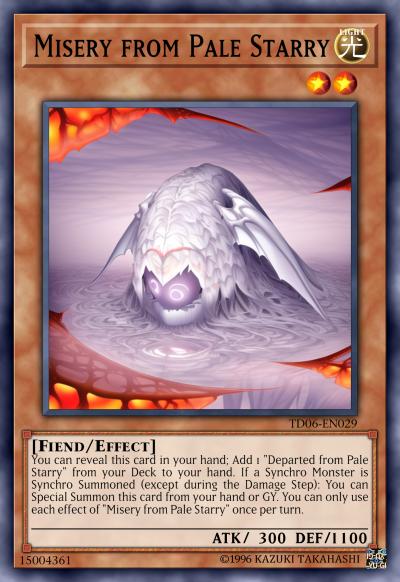 MISERY FROM PALE STARRY
LIGHT
光
TD06-EN029
[FIEND/EFFECT]
You can reveal this card in your hand; Add 1 "Departed from Pale
Starry" from your Deck to your hand. If a Synchro Monster is
Synchro Summoned (except during the Damage Step): You can
Special Summon this card from your hand or GY. You can only use
each effect of "Misery from Pale Starry" once per turn.
ATK/ 300 DEF/1100
15004361
©1996 KAZUKI TAKAHASHI